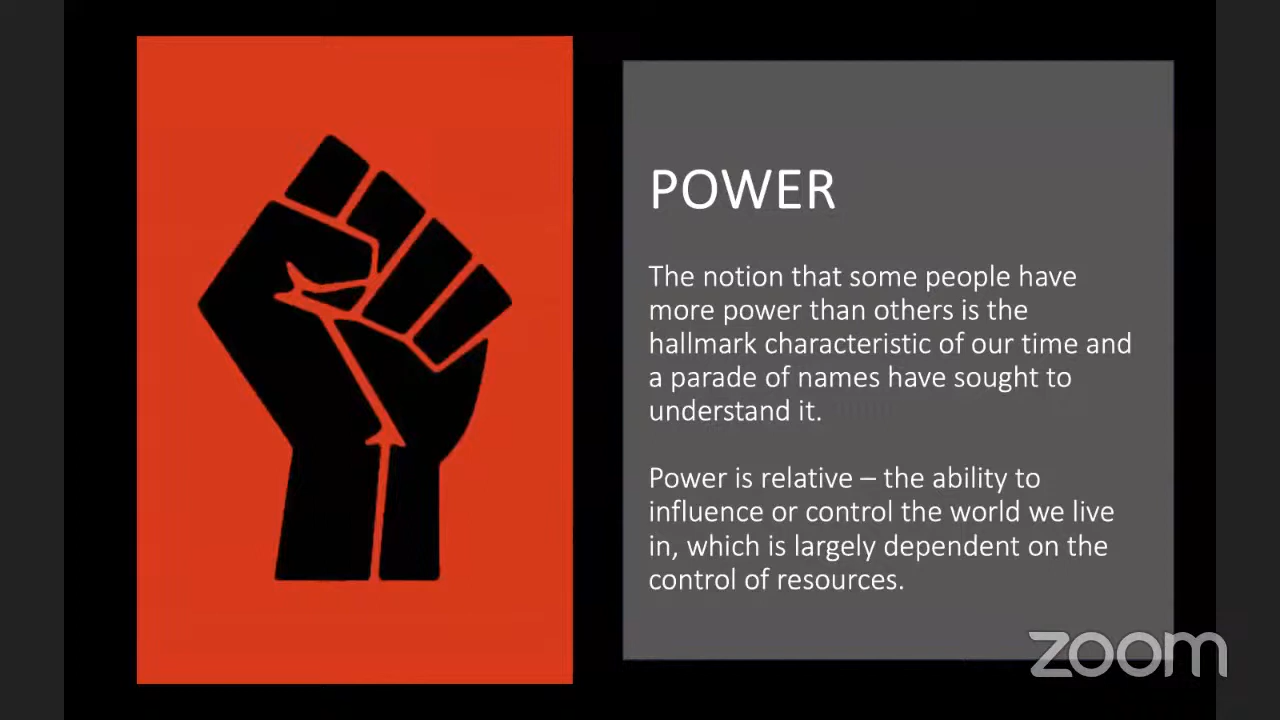 POWER
The notion that some people have
more power than others is the
hallmark characteristic of our time and
a parade of names have sought to
understand it.
Power is relative – the ability to
influence or control the world we live
in, which is largely dependent on the
control of resources.
zoom